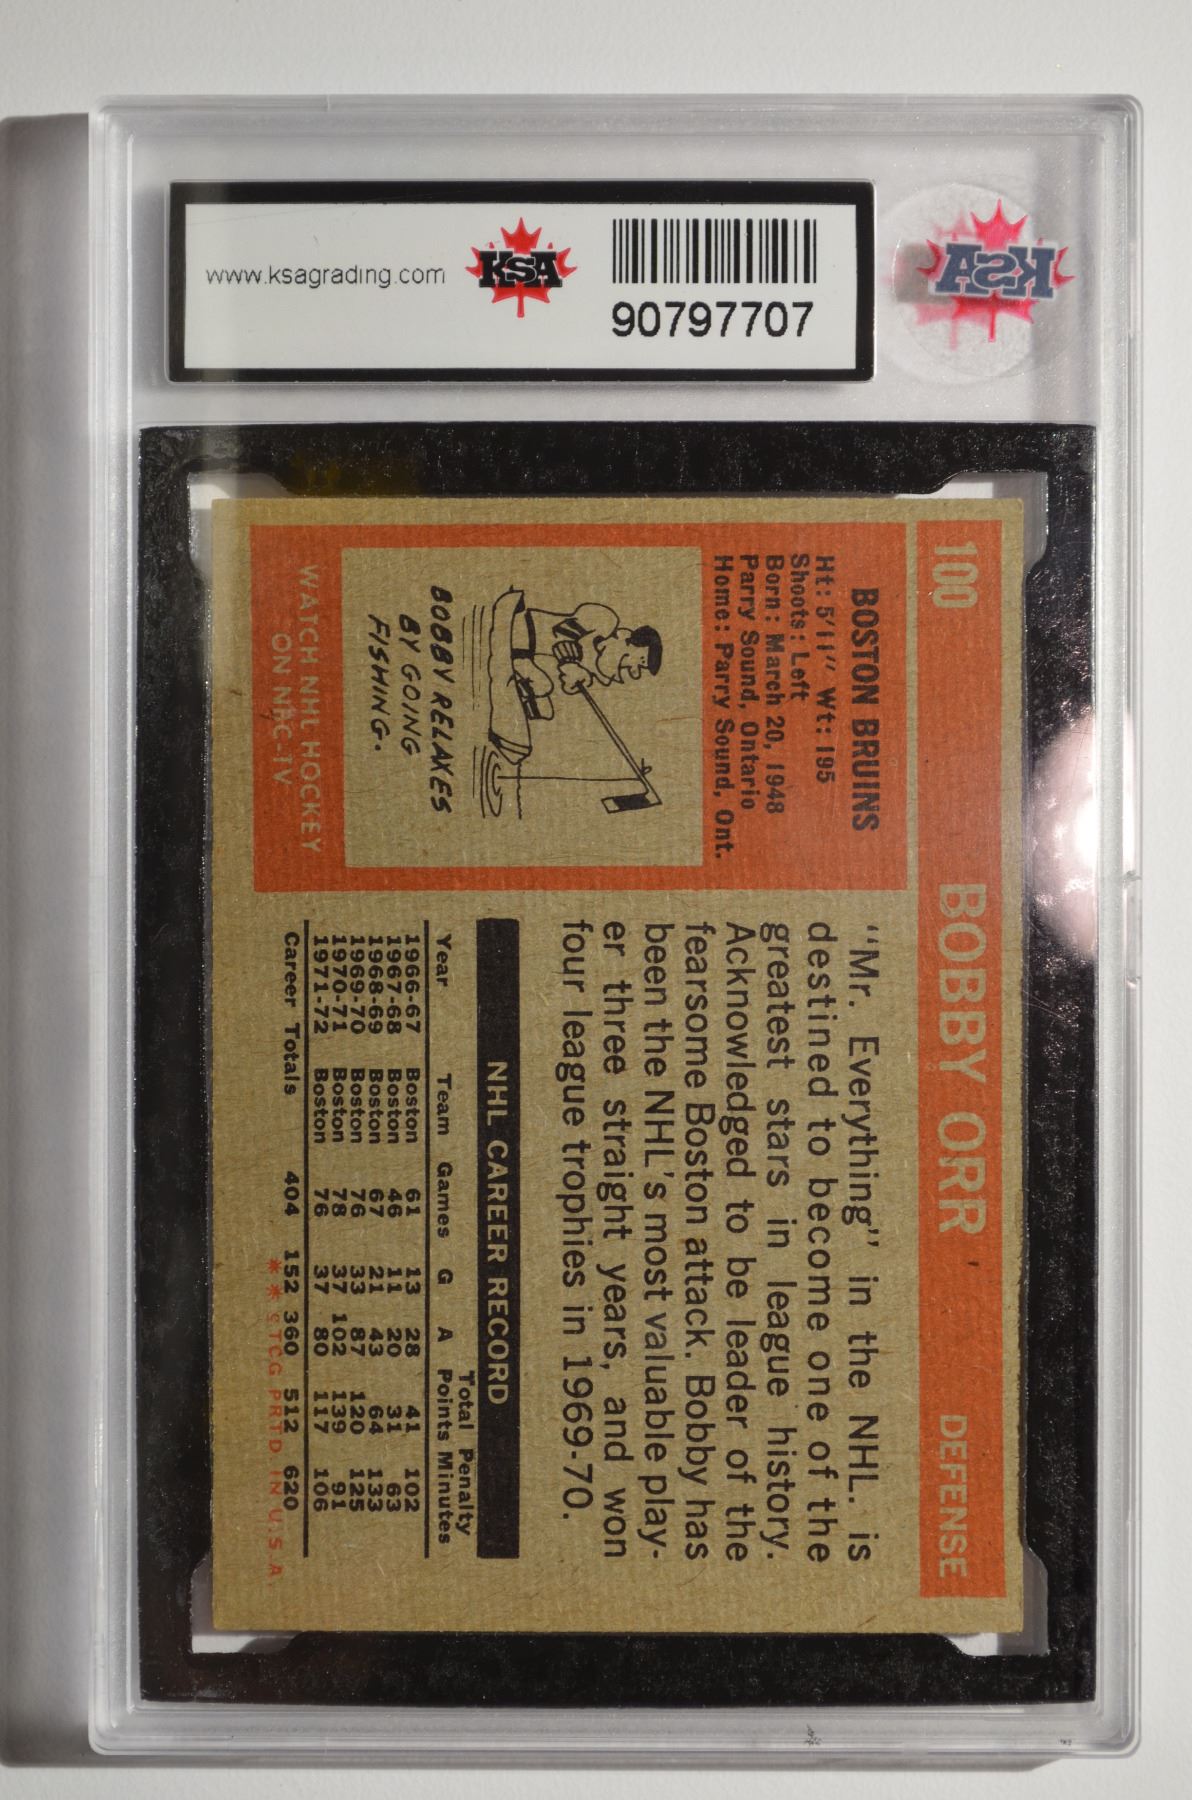 www.ksagrading.com
KSA
90797707
KSA
100
BOBBY ORR
DEFENSE
BOSTON BRUINS
Ht: 5'11" Wt: 195
Shoots: Left
Born: March 20, 1948
Parry Sound, Ontario
Home: Parry Sound, Ont.
BOBBY RELAXES
BY GOING
FISHING.
WATCH NHL HOCKEY
ON NBC-TV
"Mr. Everything" in the NHL. is
destined to become one of the
greatest stars in league history.
Acknowledged to be leader of the
fearsome Boston attack. Bobby has
been the NHL's most valuable play-
er three straight years, and won
four league trophies in 1969-70.
NHL CAREER RECORD
Total Penalty
Year Team Games G A Points Minutes
1966-67 Boston 61 13 28 41 102
1967-68 Boston 46 11 20 31 63
1968-69 Boston 67 21 43 64 133
1969-70 Boston 76 33 87 120 125
1970-71 Boston 78 37 102 139 91
1971-72 Boston 76 37 80 117 106
Career Totals 404 152 360 512 620
* * ©TCG PRTD IN U.S.A.